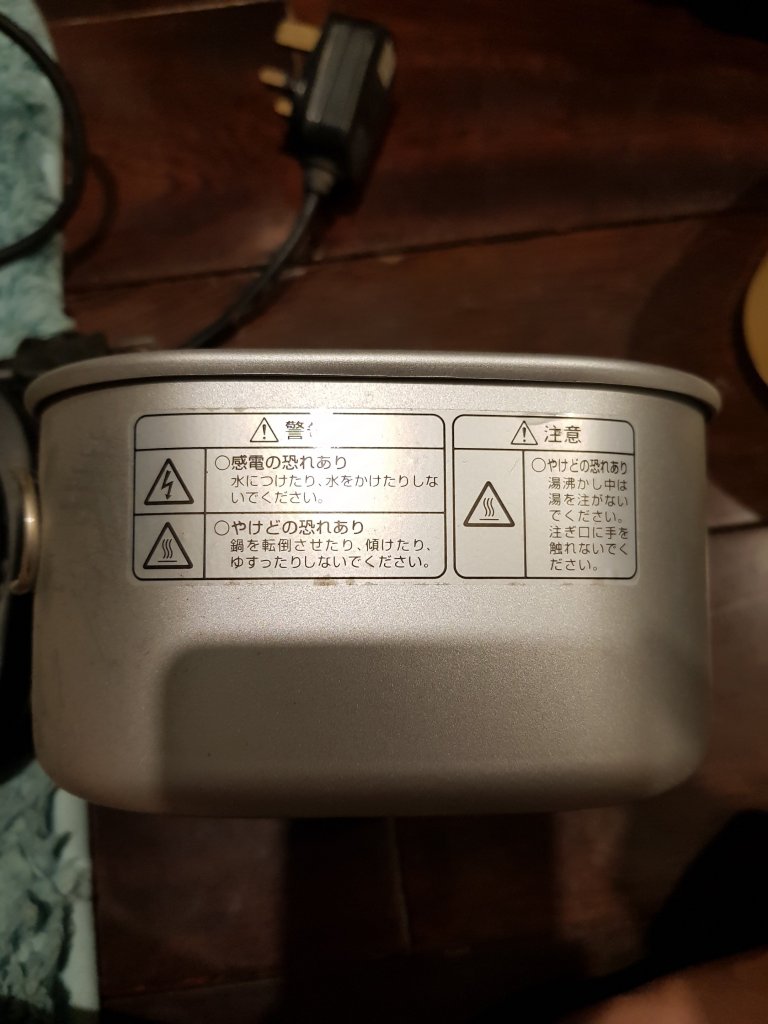 警
○感電の恐れあり
水につけたり、水をかけたりしな
いでください。
○やけどの恐れあり
鍋を転倒させたり、傾けたり、
ゆすったりしないでください。
注意
○やけどの恐れあり
湯沸かし中は
湯を注がない
でください。
注ぎ口に手を
触れないでく
ださい。